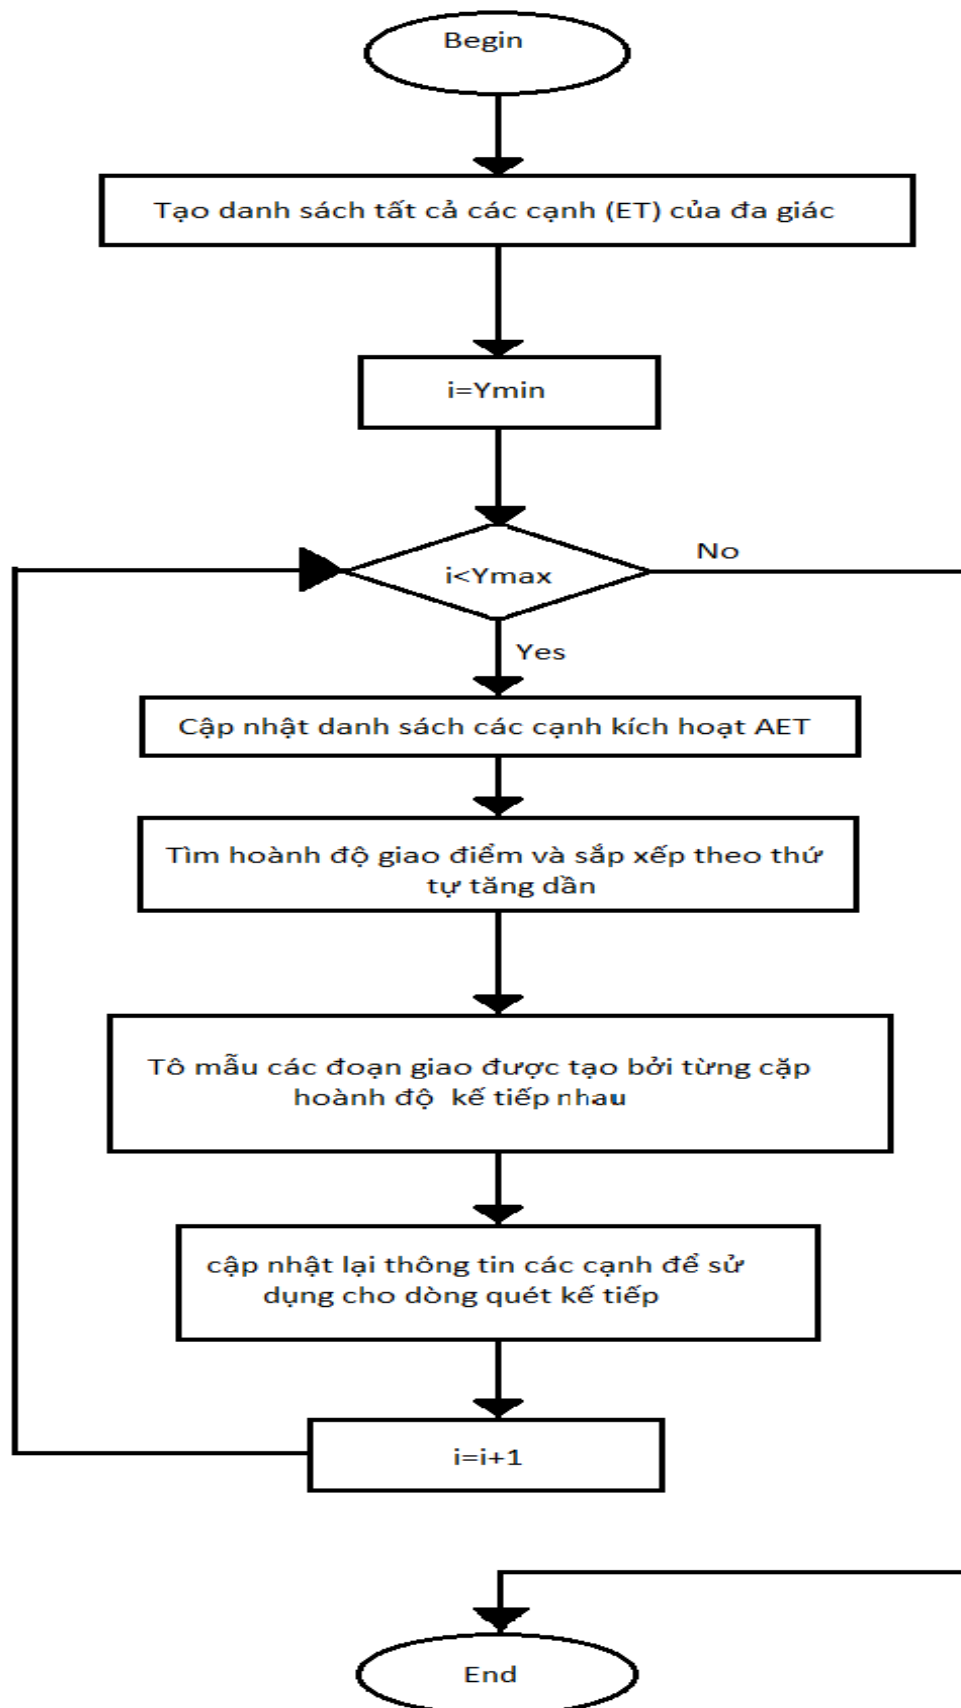 Begin
Tạo danh sách tất cả các cạnh (ET) của đa giác
i=Ymin
i<Ymax
No
Yes
Cập nhật danh sách các cạnh kích hoạt AET
Tìm hoành độ giao điểm và sắp xếp theo thứ
tự tăng dần
Tô mẫu các đoạn giao được tạo bởi từng cặp
hoành độ kế tiếp nhau
cập nhật lại thông tin các cạnh để sử
dụng cho dòng quét kế tiếp
i=i+1
End